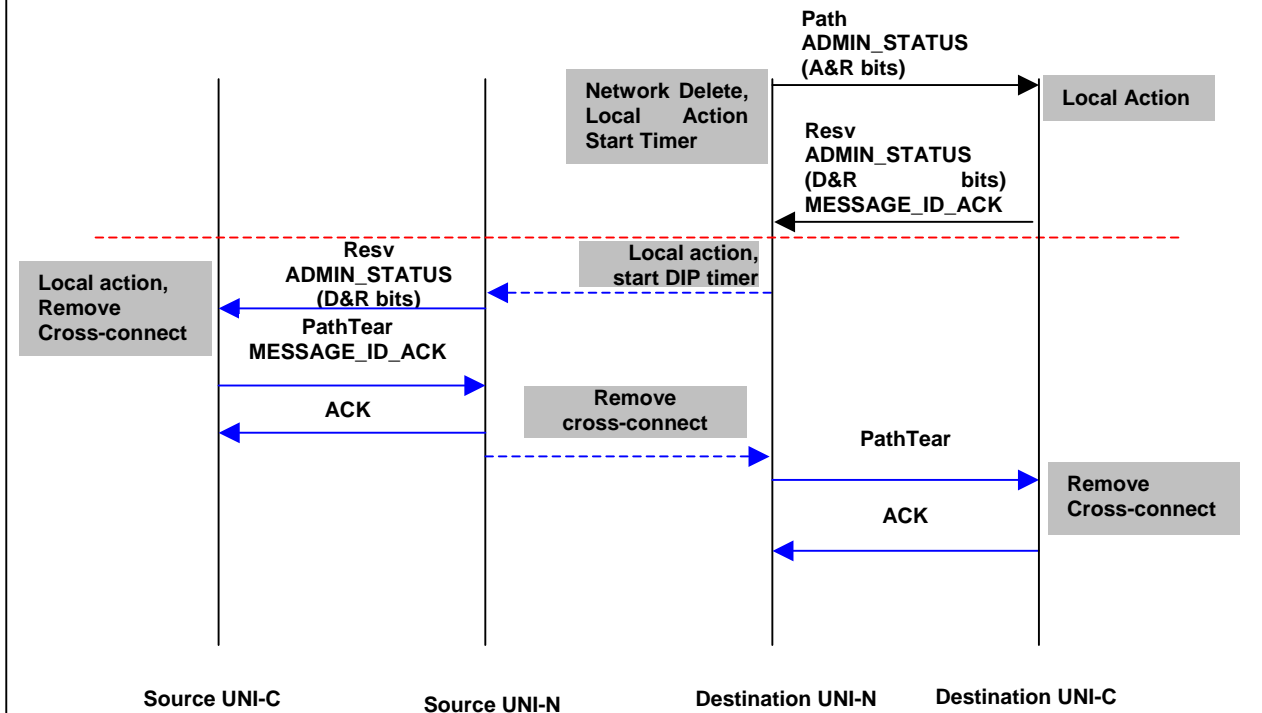 Path
ADMIN_STATUS
(A&R bits)
Network Delete,
Local Action
Start Timer
Local Action
Resv
ADMIN_STATUS
(D&R bits)
MESSAGE_ID_ACK
Local action,
start DIP timer
Resv
ADMIN_STATUS
(D&R bits)
Local action,
Remove
Cross-connect
PathTear
MESSAGE_ID_ACK
ACK
Remove
cross-connect
PathTear
Remove
Cross-connect
ACK
Source UNI-C
Source UNI-N
Destination UNI-N
Destination UNI-C